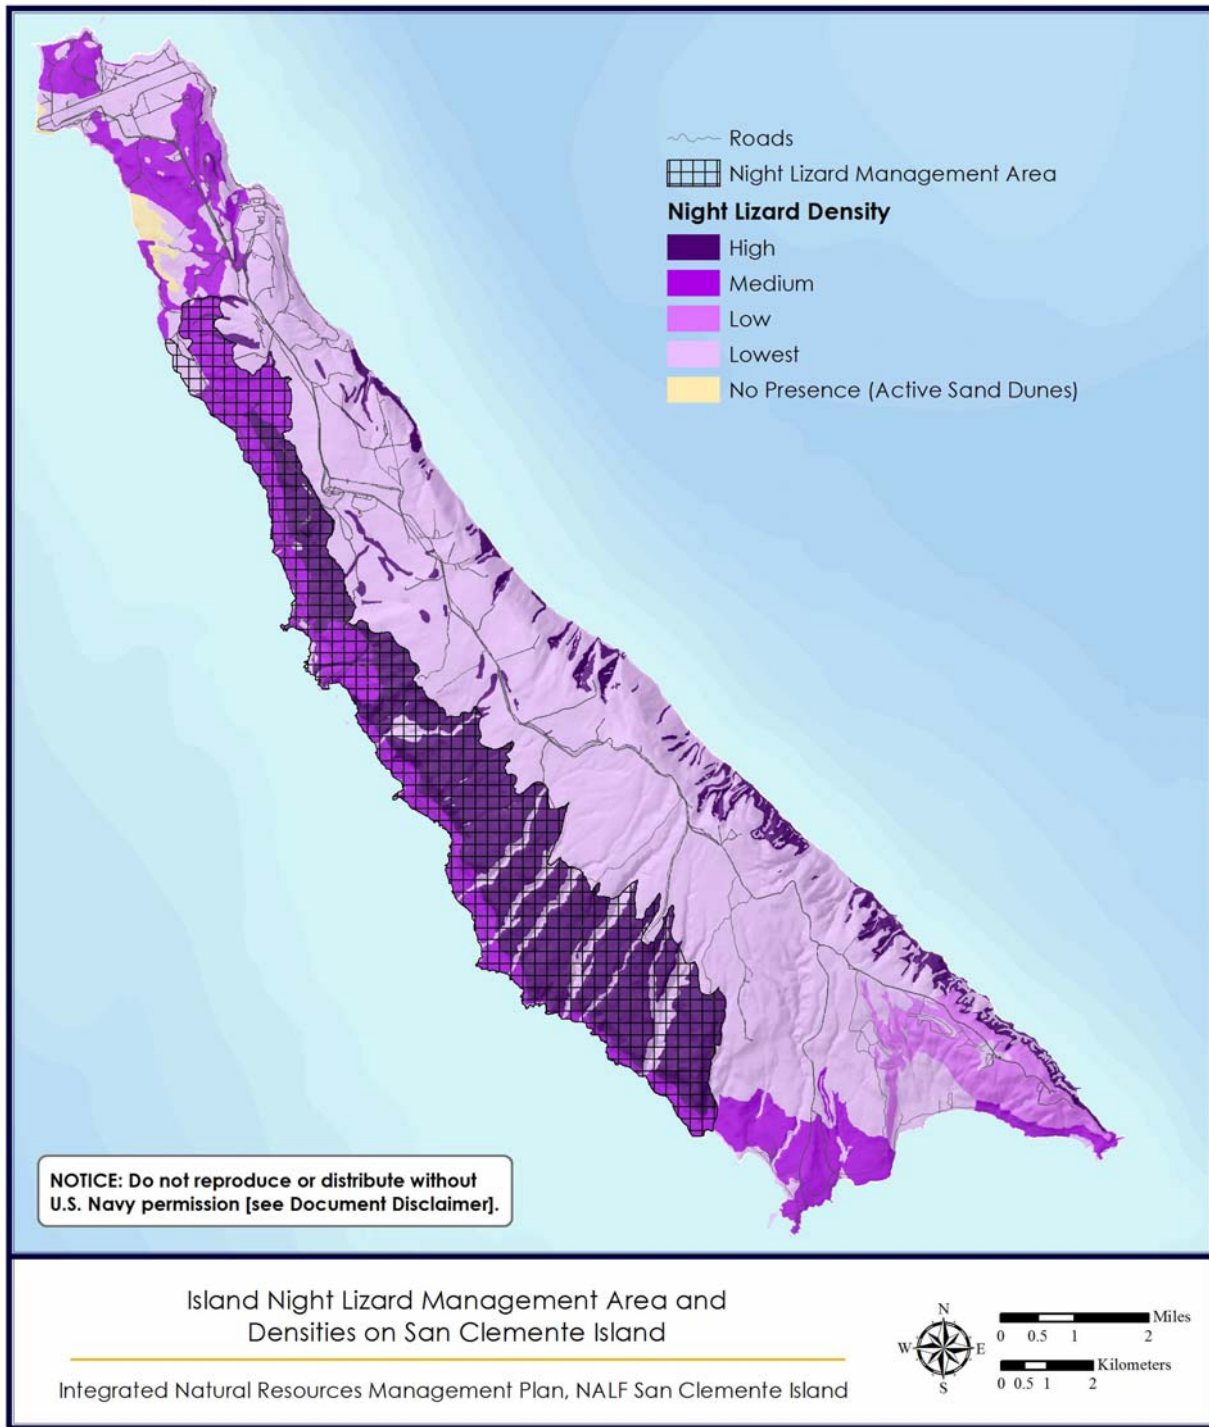 Roads
Night Lizard Management Area
Night Lizard Density
High
Medium
Low
Lowest
No Presence (Active Sand Dunes)
NOTICE: Do not reproduce or distribute without
U.S. Navy permission [see Document Disclaimer].
Island Night Lizard Management Area and
Densities on San Clemente Island
Integrated Natural Resources Management Plan, NALF San Clemente Island
N
W E
S
Miles
0 0.5 1 2
Kilometers
0 0.5 1 2